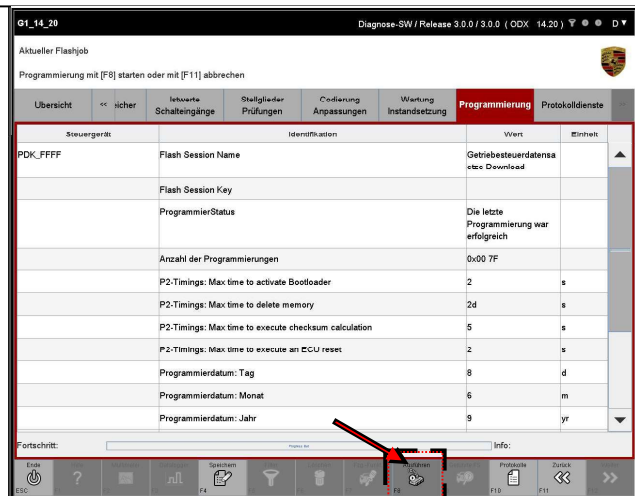 G1_14_20 Diagnose-SW / Release 3.0.0 / 3.0.0 ( ODX 14.20 ) D
Aktueller Flashjob
Programmierung mit [F8] starten oder mit [F11] abbrechen
Übersicht << eicher Istwerte Schalteingänge Stellglieder Prüfungen Codierung Anpassungen Wartung Instandsetzung Programmierung Protokolldienste
Steuergerät Identifikation Wert Einheit
PDK_FFFF Flash Session Name Getriebesteuerdatensa
Download
Flash Session Key
ProgrammierStatus Die letzte
Programmierung war
erfolgreich
Anzahl der Programmierungen 0x00 7F
P2-Timings: Max time to activate Bootloader 2 s
P2-Timings: Max time to delete memory 2d s
P2-Timings: Max time to execute checksum calculation 5 s
P2-Timings: Max time to execute an ECU reset 2 s
Programmierdatum: Tag 8 d
Programmierdatum: Monat 6 m
Programmierdatum: Jahr 9 yr
Fortschritt: Info:
Ende Speichern Ausführen Protokolle Zurück
ESC F4 F8 F10 F11